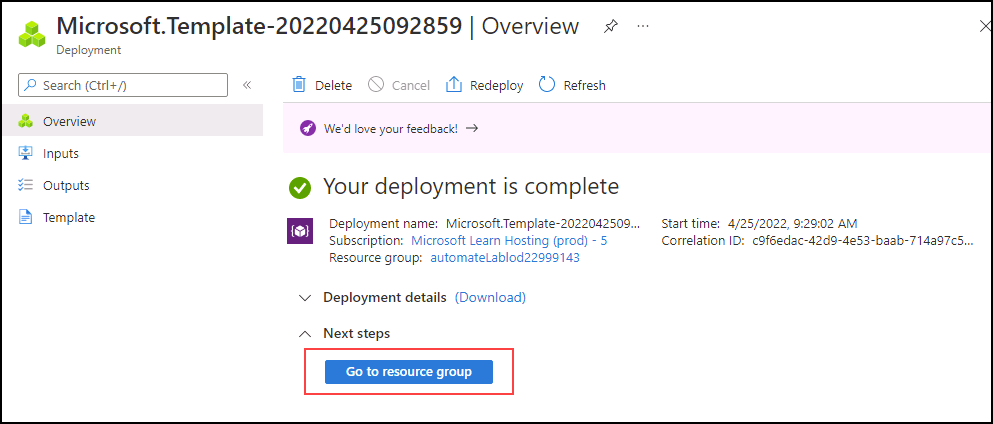 Microsoft.Template-20220425092859 | Overview
Deployment
Search (Ctrl+/)
Overview
Inputs
Outputs
Template
Delete
Cancel
Redeploy
Refresh
We'd love your feedback! →
Your deployment is complete
Deployment name: Microsoft.Template-2022042509...
Subscription: Microsoft Learn Hosting (prod) - 5
Resource group: automateLablod22999143
Start time: 4/25/2022, 9:29:02 AM
Correlation ID: c9f6edac-42d9-4e53-baab-714a97c5...
Deployment details (Download)
Next steps
Go to resource group